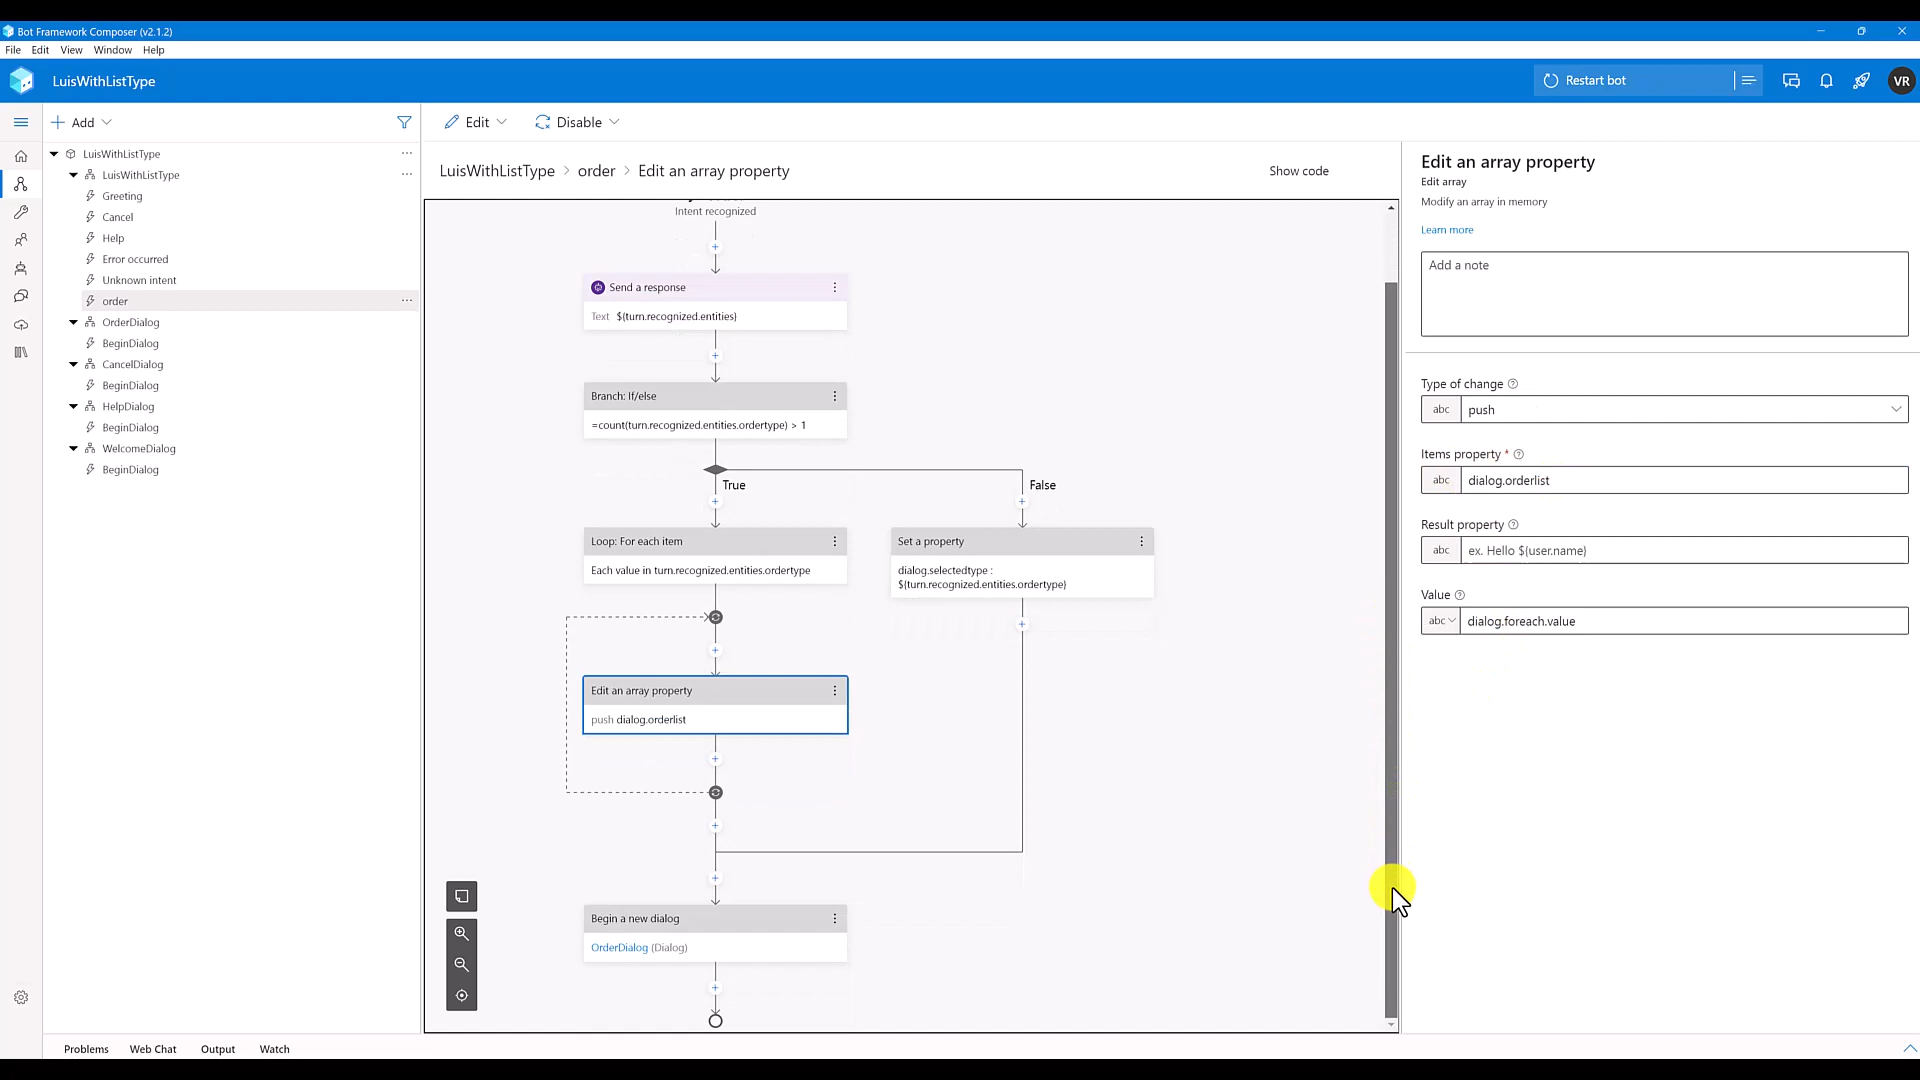 Bot Framework Composer (v2.1.2)
File Edit View Window Help
LuisWithListType
Restart bot
VR
Add
Edit
Disable
LuisWithListType
LuisWithListType
Greeting
Cancel
Help
Error occurred
Unknown intent
order
OrderDialog
BeginDialog
CancelDialog
BeginDialog
HelpDialog
BeginDialog
WelcomeDialog
BeginDialog
LuisWithListType > order > Edit an array property
Show code
Intent recognized
Send a response
Text ${turn.recognized.entities}
Branch: If/else
=count(turn.recognized.entities.ordertype) > 1
True
False
Loop: For each item
Each value in turn.recognized.entities.ordertype
Set a property
dialog.selectedtype :
${turn.recognized.entities.ordertype}
Edit an array property
push dialog.orderlist
Begin a new dialog
OrderDialog (Dialog)
Edit an array property
Edit array
Modify an array in memory
Learn more
Add a note
Type of change
abc push
Items property *
abc dialog.orderlist
Result property
abc ex. Hello ${user.name}
Value
abc dialog.foreach.value
Problems Web Chat Output Watch